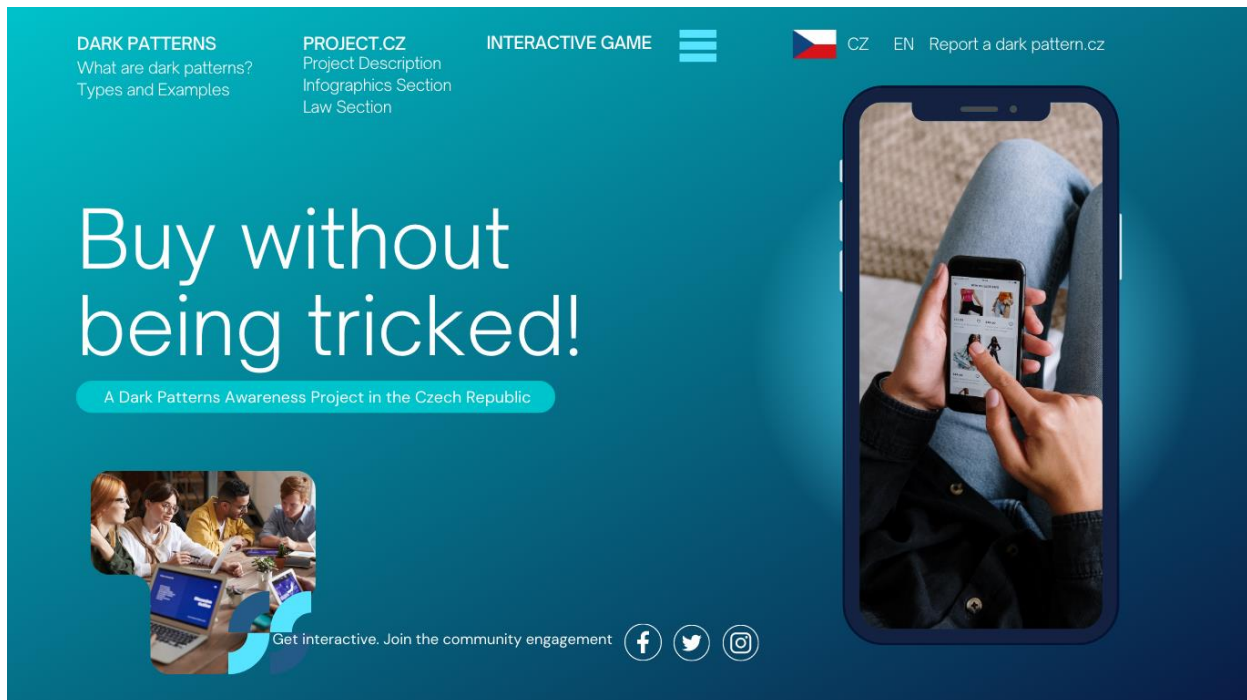 DARK PATTERNS
What are dark patterns?
Types and Examples
PROJECT.CZ
Project Description
Infographics Section
Law Section
INTERACTIVE GAME
CZ EN Report a dark pattern.cz
Buy without
being tricked!
A Dark Patterns Awareness Project in the Czech Republic
Get interactive. Join the community engagement